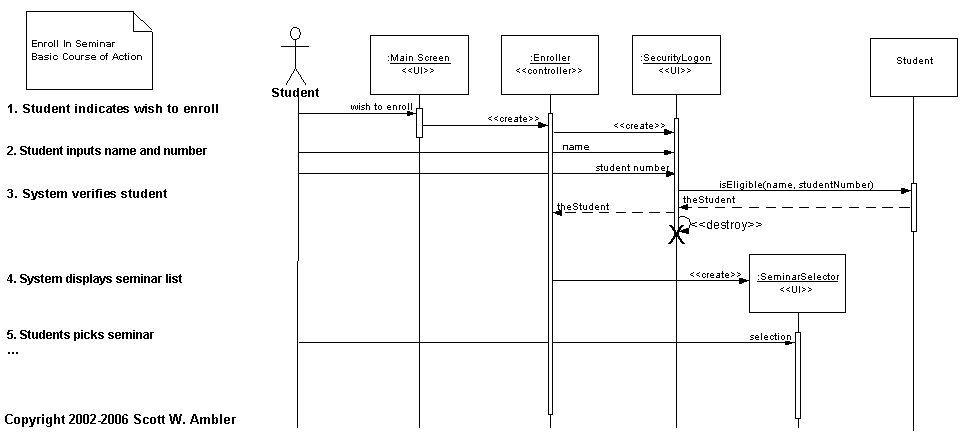 Enroll In Seminar
Basic Course of Action
:Main Screen
<<UI>>
:Enroller
<<controller>>
:SecurityLogon
<<UI>>
Student
Student
1. Student indicates wish to enroll
wish to enroll
<<create>>
<<create>>
2. Student inputs name and number
name
student number
3. System verifies student
isEligible(name, studentNumber)
theStudent
theStudent
<<destroy>>
X
4. System displays seminar list
<<create>>
:SeminarSelector
<<UI>>
5. Students picks seminar
...
selection
Copyright 2002-2006 Scott W. Ambler